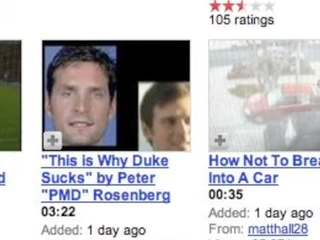 105 ratings
"This is Why Duke
Sucks" by Peter
"PMD" Rosenberg
03:22
Added: 1 day ago
How Not To Brea
Into A Car
00:35
Added: 1 day ago
From: matthall28